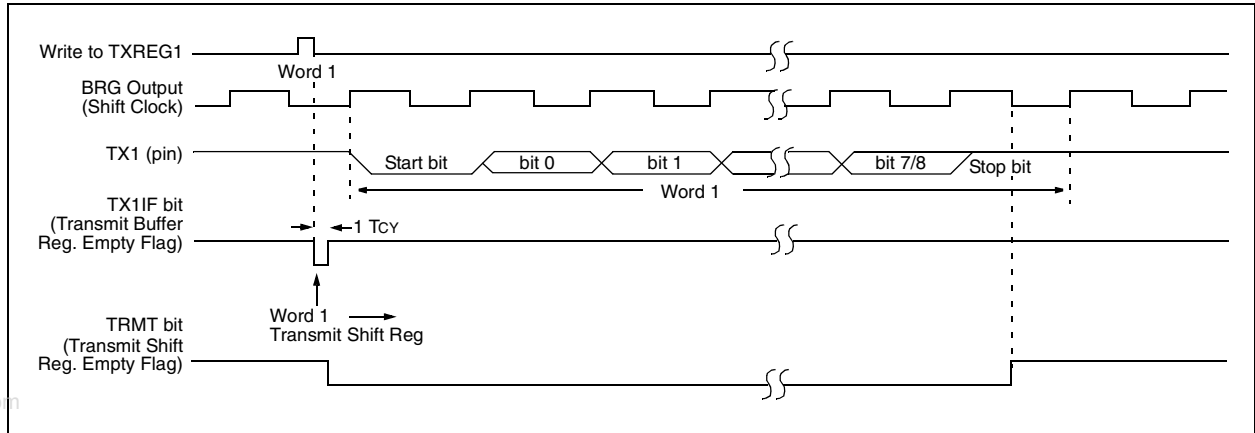 Write to TXREG1
Word 1
BRG Output
(Shift Clock)
TX1 (pin)
Start bit
bit 0
bit 1
bit 7/8
Stop bit
Word 1
TX1IF bit
(Transmit Buffer
Reg. Empty Flag)
1 TCY
Word 1
Transmit Shift Reg
TRMT bit
(Transmit Shift
Reg. Empty Flag)
om